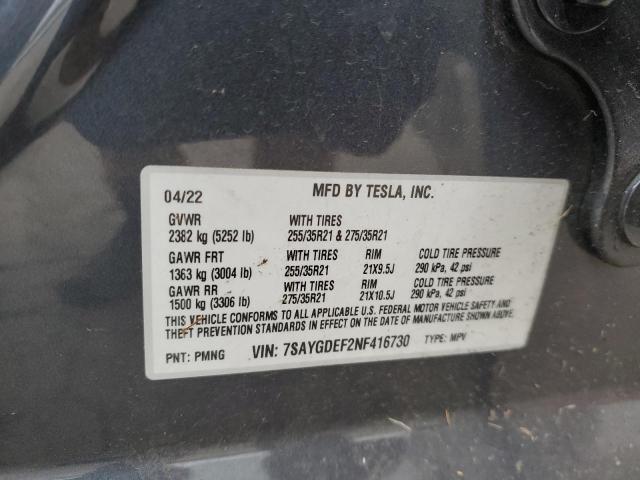 04/22 MFD BY TESLA, INC.
GVWR WITH TIRES
2382 kg (5252 lb) 255/35R21 & 275/35R21
GAWR FRT WITH TIRES RIM COLD TIRE PRESSURE
1363 kg (3004 lb) 255/35R21 21X9.5J 290 kPa, 42 psi
GAWR RR WITH TIRES RIM COLD TIRE PRESSURE
1500 kg (3306 lb) 275/35R21 21X10.5J 290 kPa, 42 psi
THIS VEHICLE CONFORMS TO ALL APPLICABLE U.S. FEDERAL MOTOR VEHICLE SAFETY AND
THEFT PREVENTION STANDARDS IN EFFECT ON THE DATE OF MANUFACTURE SHOWN ABOVE.
PNT: PMNG VIN: 7SAYGDEF2NF416730 TYPE: MPV